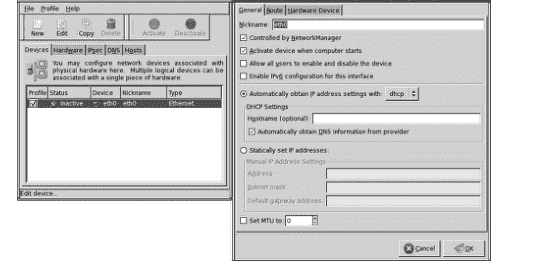 File Profile Help
New Edit Copy Delete Activate Deactivate
Devices Hardware IPsec DNS Hosts
You may configure network devices associated with
physical hardware here. Multiple logical devices can be
associated with a single piece of hardware.
Profile Status Device Nickname Type
Inactive eth0 eth0 Ethernet
Edit device..
General Route Hardware Device
Nickname: eth0
Controlled by NetworkManager
Activate device when computer starts
Allow all users to enable and disable the device
Enable IPv6 configuration for this interface
Automatically obtain IP address settings with: dhcp
DHCP Settings
Hostname (optional):
Automatically obtain DNS information from provider
Statically set IP addresses:
Manual IP Address Settings
Address:
Subnet mask:
Default gateway address:
Set MTU to: 0
Cancel OK